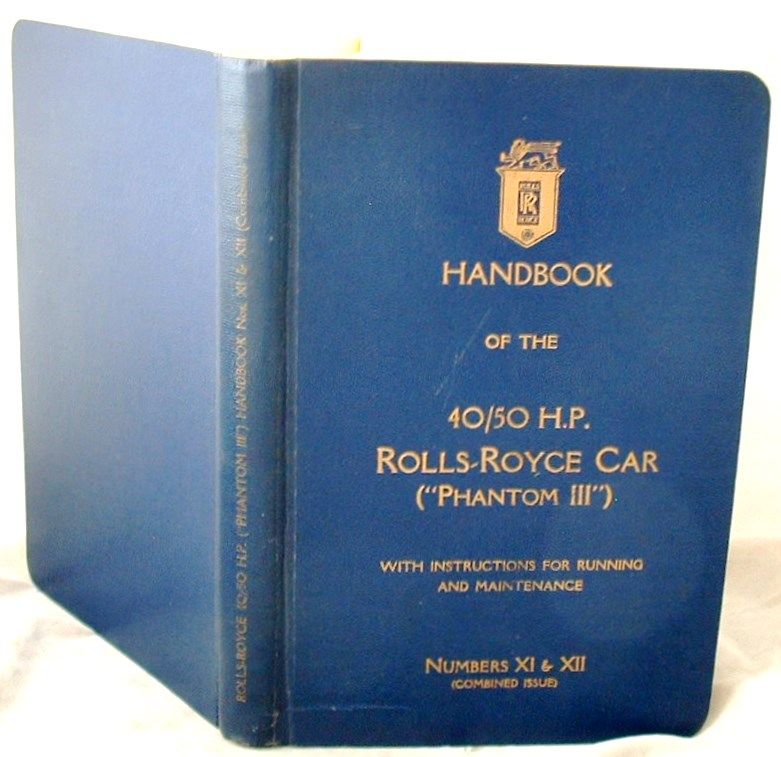 ROLLS
RR
ROYCE
HANDBOOK
OF THE
40/50 H.P.
ROLLS-ROYCE CAR
("PHANTOM III")
WITH INSTRUCTIONS FOR RUNNING
AND MAINTENANCE
NUMBERS XI & XII
(COMBINED ISSUE)
ROLLS-ROYCE 40/50 H.P. ("PHANTOM III") HANDBOOK Nos. XI & XII (Combined